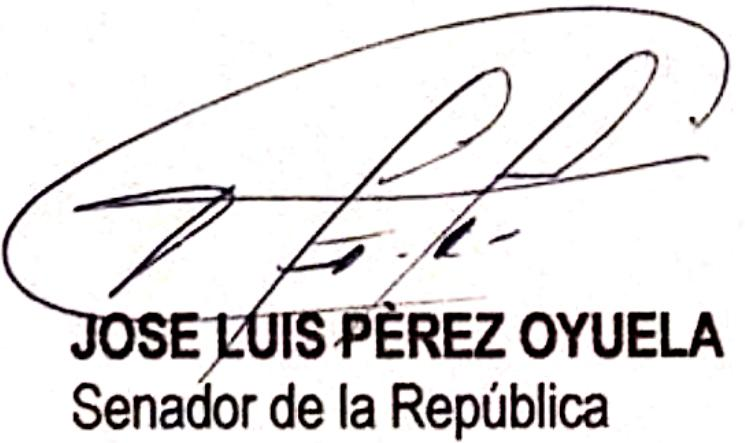 JOSE LUIS PÈREZ OYUELA
Senador de la República